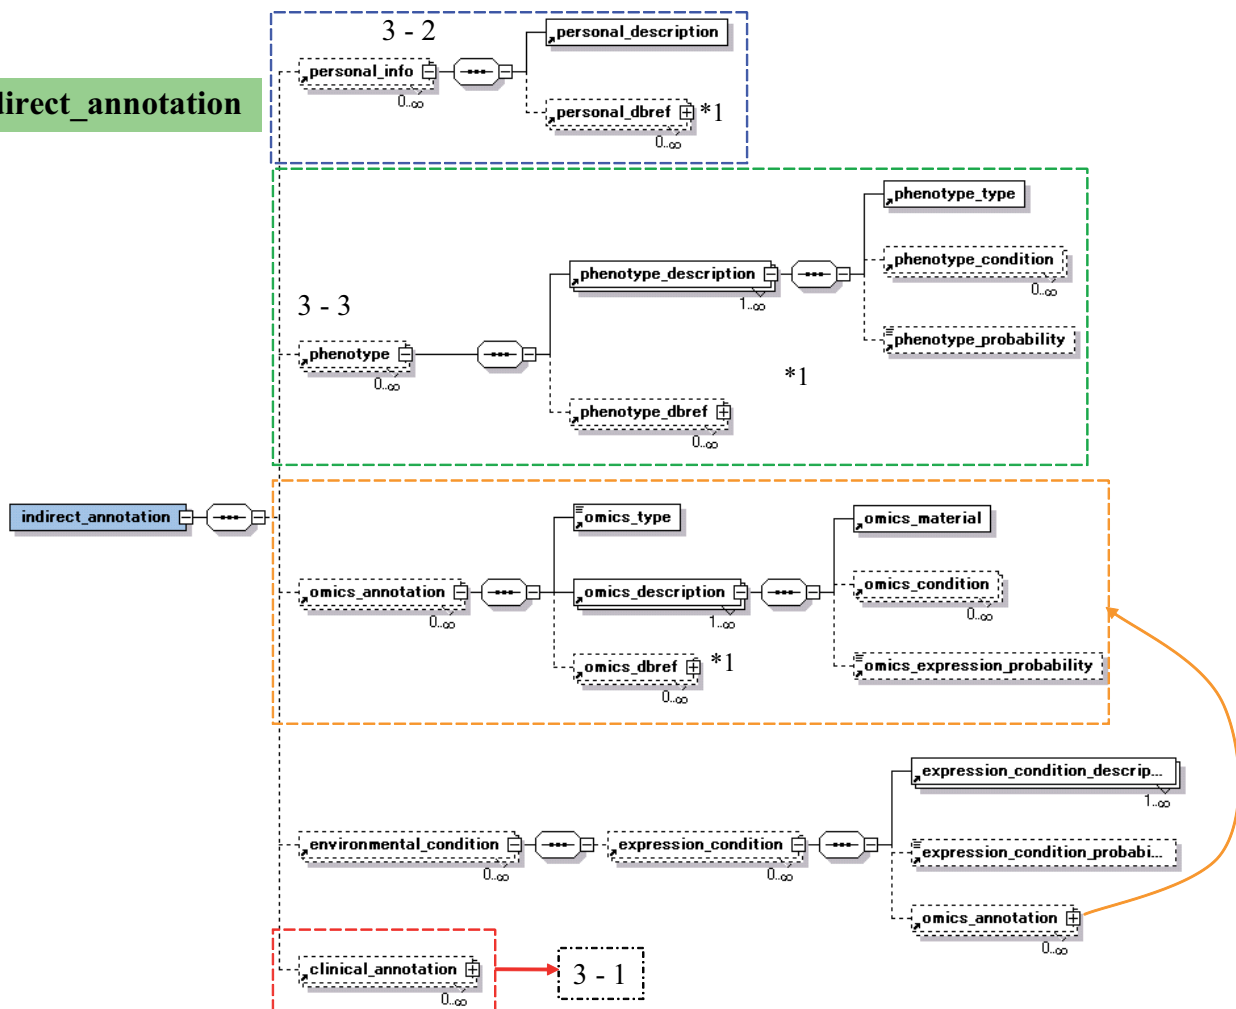 3 - 2
personal_description
personal_info
0..∞
personal_dbref
*1
0..∞
direct_annotation
phenotype_type
phenotype_condition
0..∞
phenotype_description
1..∞
phenotype_probability
3 - 3
phenotype
0..∞
*1
phenotype_dbref
0..∞
indirect_annotation
omics_type
omics_material
omics_annotation
0..∞
omics_description
1..∞
omics_condition
0..∞
omics_dbref
*1
0..∞
omics_expression_probability
expression_condition_descrip...
1..∞
environmental_condition
0..∞
expression_condition
0..∞
expression_condition_probabi...
omics_annotation
0..∞
clinical_annotation
0..∞
3 - 1